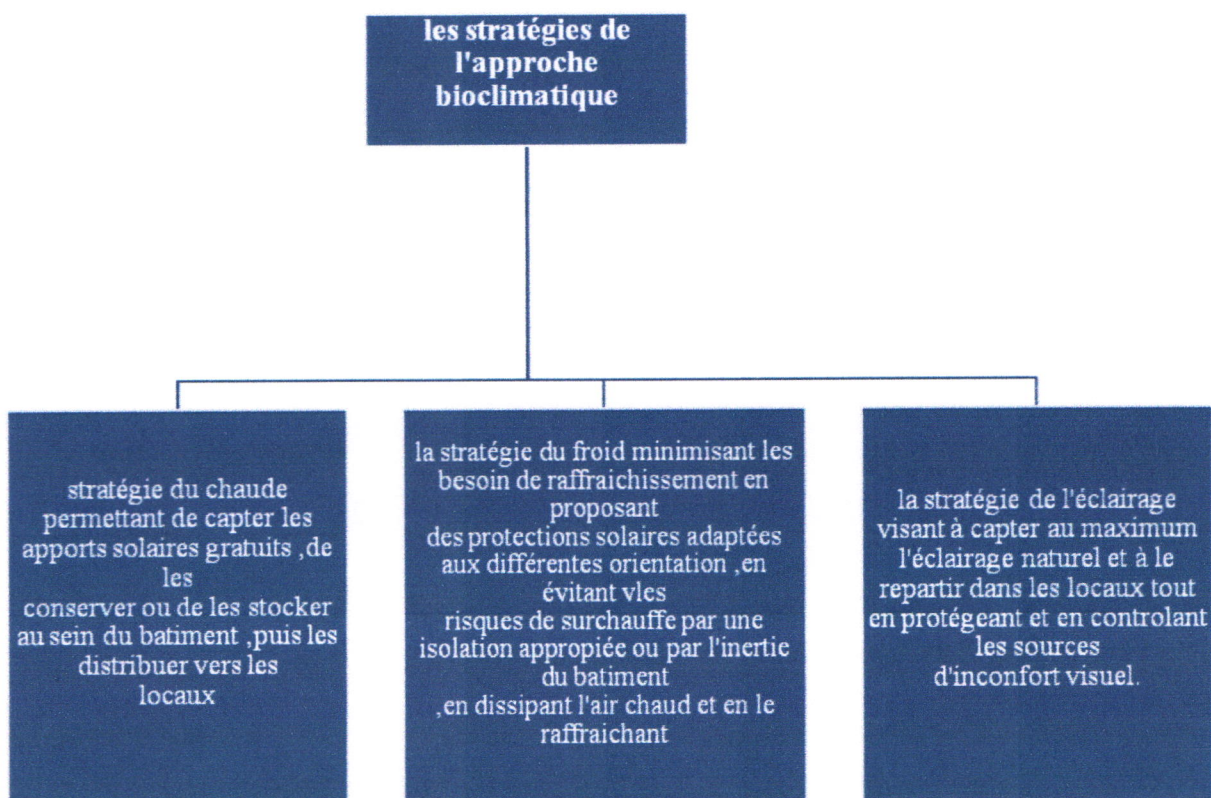 les stratégies de
l'approche
bioclimatique
stratégie du chaude
permettant de capter les
apports solaires gratuits ,de
les
conserver ou de les stocker
au sein du batiment ,puis les
distribuer vers les
locaux
la stratégie du froid minimisant les
besoin de raffraichissement en
proposant
des protections solaires adaptées
aux différentes orientation ,en
évitant vles
risques de surchauffe par une
isolation appropiée ou par l'inertie
du batiment
,en dissipant l'air chaud et en le
raffraichant
la stratégie de l'éclairage
visant à capter au maximum
l'éclairage naturel et à le
repartir dans les locaux tout
en protégeant et en controlant
les sources
d'inconfort visuel.